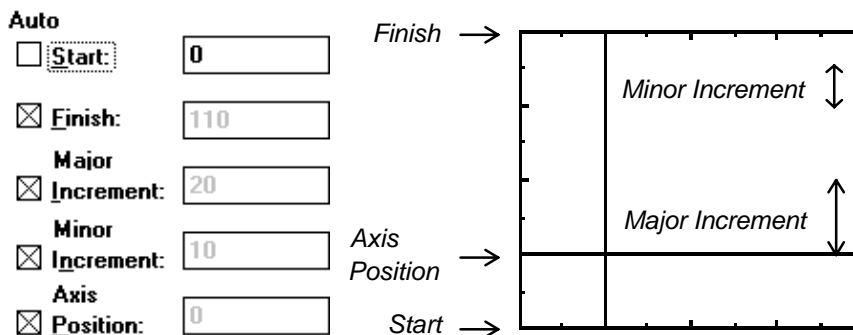 Auto
Start: 0
Finish: 110
Major
Increment: 20
Minor
Increment: 10
Axis
Position: 0
Finish
Minor Increment
Major Increment
Axis
Position
Start